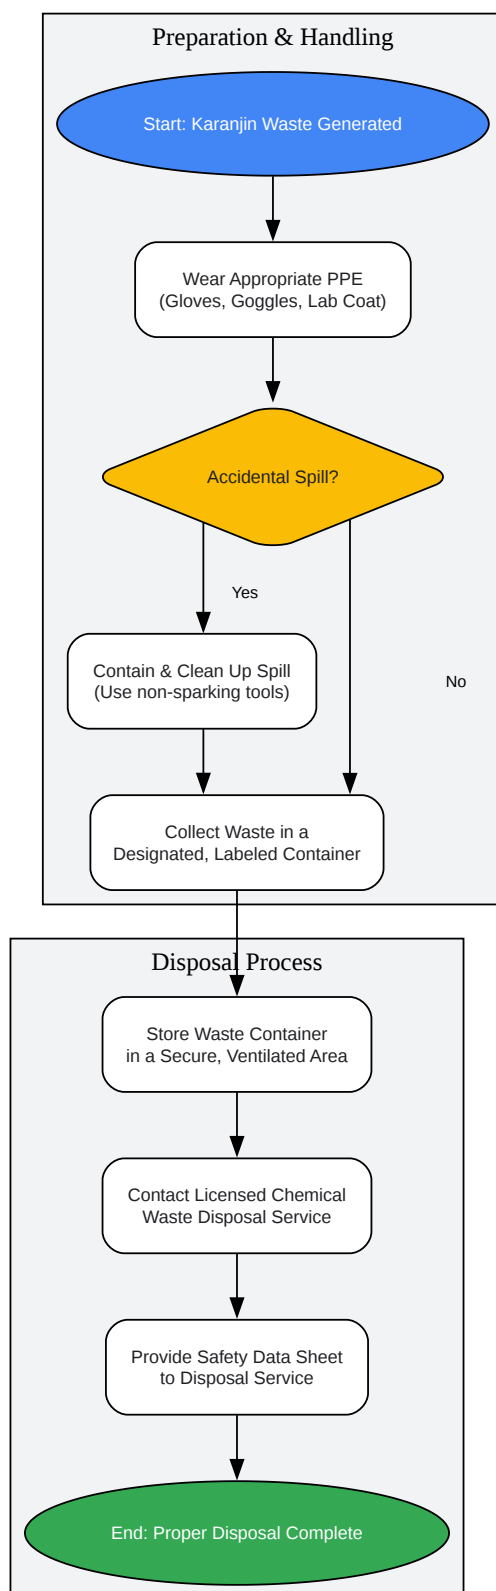 Preparation & Handling
Start: Karanjin Waste Generated
Wear Appropriate PPE
(Gloves, Goggles, Lab Coat)
Accidental Spill?
Yes
Contain & Clean Up Spill
(Use non-sparking tools)
No
Collect Waste in a
Designated, Labeled Container
Disposal Process
Store Waste Container
in a Secure, Ventilated Area
Contact Licensed Chemical
Waste Disposal Service
Provide Safety Data Sheet
to Disposal Service
End: Proper Disposal Complete